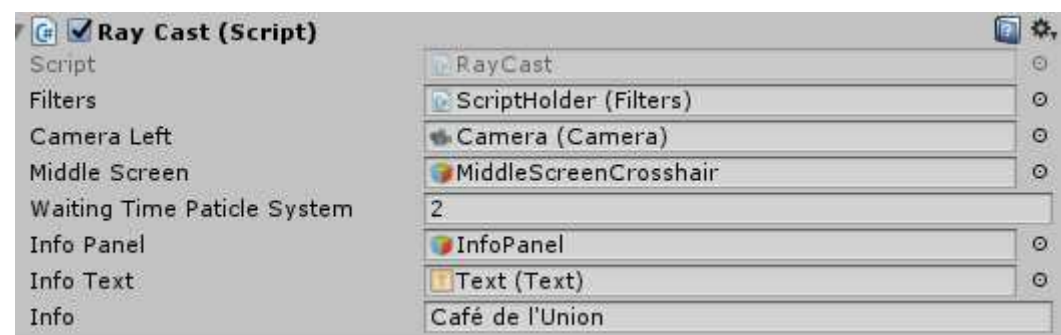 Ray Cast (Script)
Script RayCast
Filters ScriptHolder (Filters)
Camera Left Camera (Camera)
Middle Screen MiddleScreenCrosshair
Waiting Time Paticle System 2
Info Panel InfoPanel
Info Text Text (Text)
Info Café de l'Union